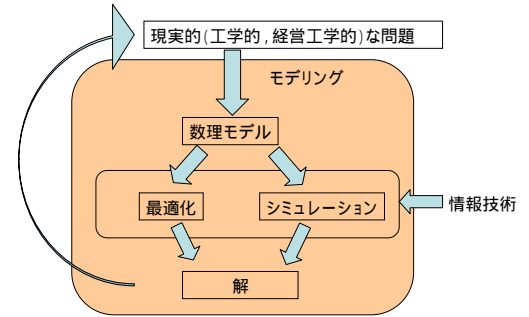 現実的(工学的,経営工学的)な問題
モデリング
数理モデル
最適化
シミュレーション
情報技術
解